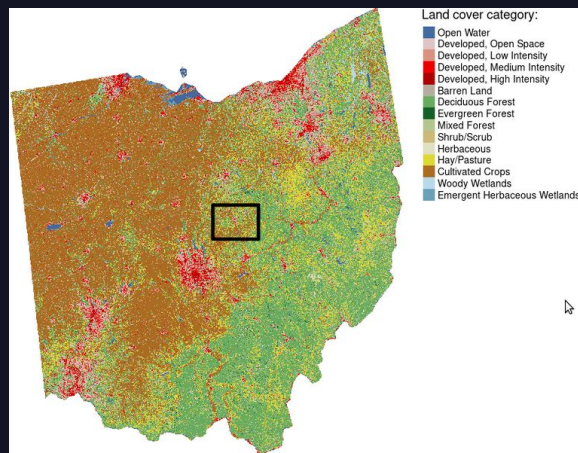 Land cover category:
Open Water
Developed, Open Space
Developed, Low Intensity
Developed, Medium Intensity
Developed, High Intensity
Barren Land
Deciduous Forest
Evergreen Forest
Mixed Forest
Shrub/Scrub
Herbaceous
Hay/Pasture
Cultivated Crops
Woody Wetlands
Emergent Herbaceous Wetlands